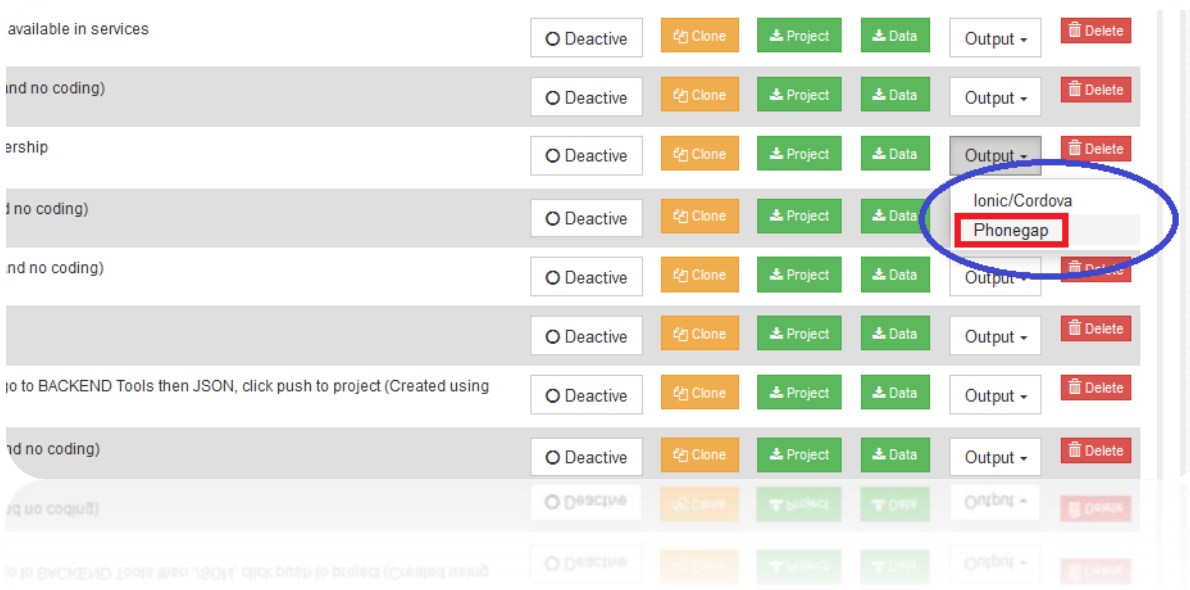 available in services Deactive Clone Project Data Output Delete
nd no coding) Deactive Clone Project Data Output Delete
ership Deactive Clone Project Data Output Delete
Ionic/Cordova
no coding) Deactive Clone Project Data
Phonegap
nd no coding) Deactive Clone Project Data Output Delete
Deactive Clone Project Data Output Delete
go to BACKEND Tools then JSON, click push to project (Created using Deactive Clone Project Data Output Delete
nd no coding) Deactive Clone Project Data Output Delete